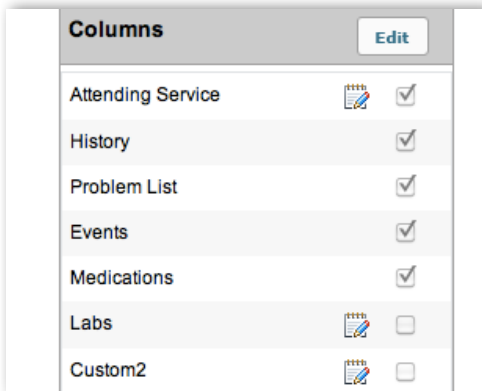 Columns Edit
Attending Service
History
Problem List
Events
Medications
Labs
Custom2